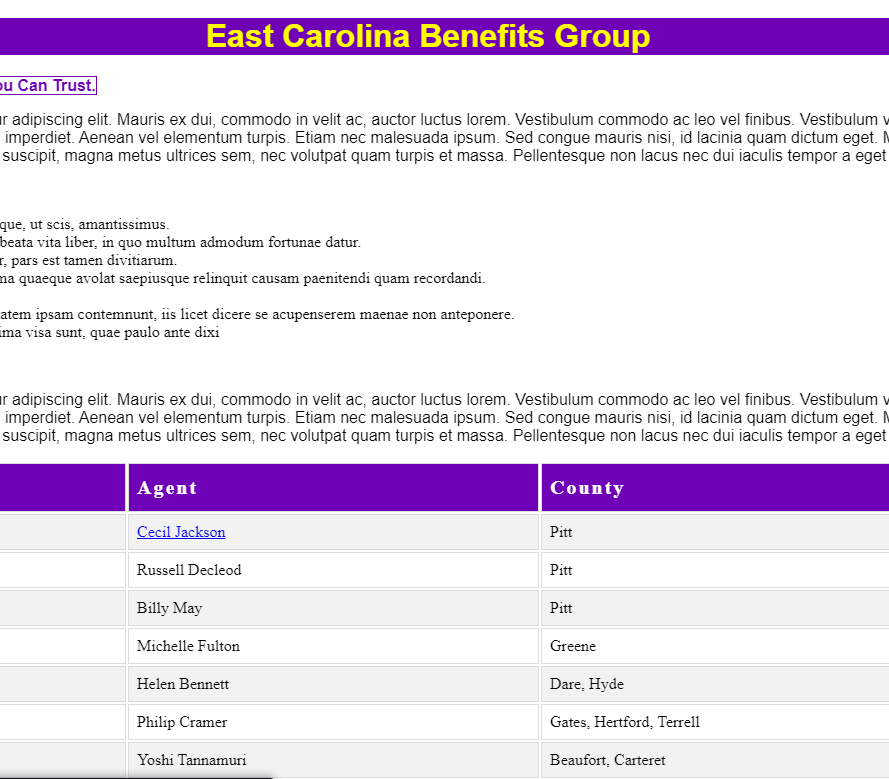 East Carolina Benefits Group
You Can Trust.
adipiscing elit. Mauris ex dui, commodo in velit ac, auctor luctus lorem. Vestibulum commodo ac leo vel finibus. Vestibulum
imperdiet. Aenean vel elementum turpis. Etiam nec malesuada ipsum. Sed congue mauris nisi, id lacinia quam dictum eget.
suscipit, magna metus ultrices sem, nec volutpat quam turpis et massa. Pellentesque non lacus nec dui iaculis tempor a eget
que, ut scis, amantissimus.
beata vita liber, in quo multum admodum fortunae datur.
r, pars est tamen divitiarum.
ma quaeque avolat saepiusque relinquit causam paenitendi quam recordandi.
atem ipsam contemnunt, iis licet dicere se acupenserem maenae non anteponere.
ima visa sunt, quae paulo ante dixi
adipiscing elit. Mauris ex dui, commodo in velit ac, auctor luctus lorem. Vestibulum commodo ac leo vel finibus. Vestibulum
imperdiet. Aenean vel elementum turpis. Etiam nec malesuada ipsum. Sed congue mauris nisi, id lacinia quam dictum eget.
suscipit, magna metus ultrices sem, nec volutpat quam turpis et massa. Pellentesque non lacus nec dui iaculis tempor a eget
Agent County
Cecil Jackson Pitt
Russell Decleod Pitt
Billy May Pitt
Michelle Fulton Greene
Helen Bennett Dare, Hyde
Philip Cramer Gates, Hertford, Terrell
Yoshi Tannamuri Beaufort, Carteret